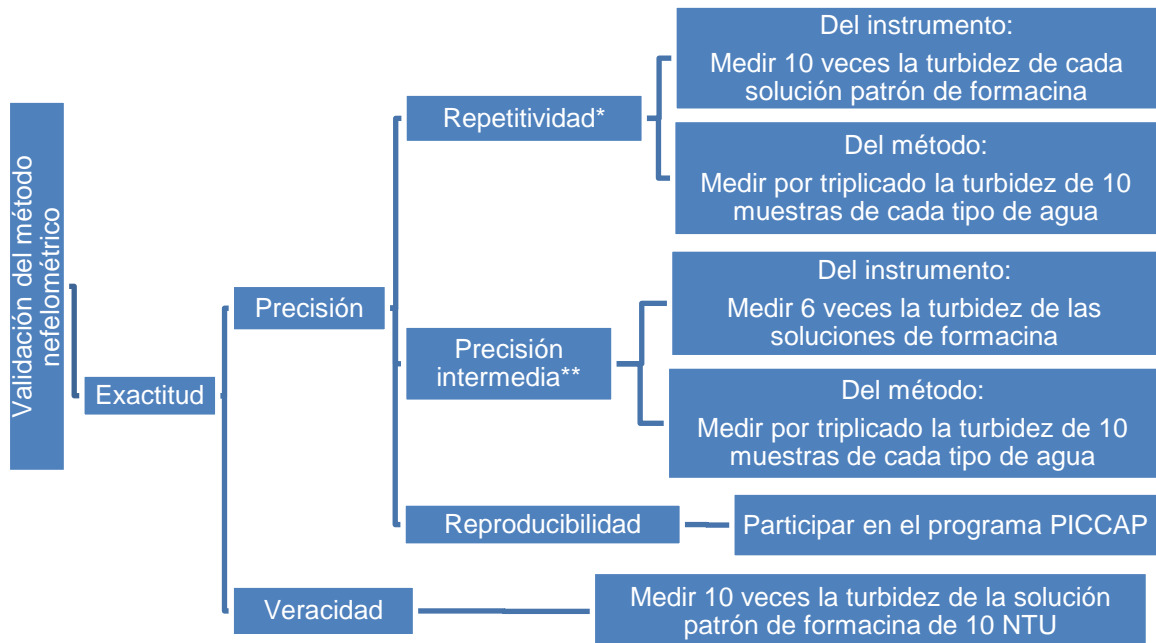 Validación del método
nefelométrico
Exactitud
Precisión
Repetitividad*
Del instrumento:
Medir 10 veces la turbidez de cada
solución patrón de formacina
Del método:
Medir por triplicado la turbidez de 10
muestras de cada tipo de agua
Precisión
intermedia**
Del instrumento:
Medir 6 veces la turbidez de las
soluciones de formacina
Del método:
Medir por triplicado la turbidez de 10
muestras de cada tipo de agua
Reproducibilidad
Participar en el programa PICCAP
Veracidad
Medir 10 veces la turbidez de la solución
patrón de formacina de 10 NTU